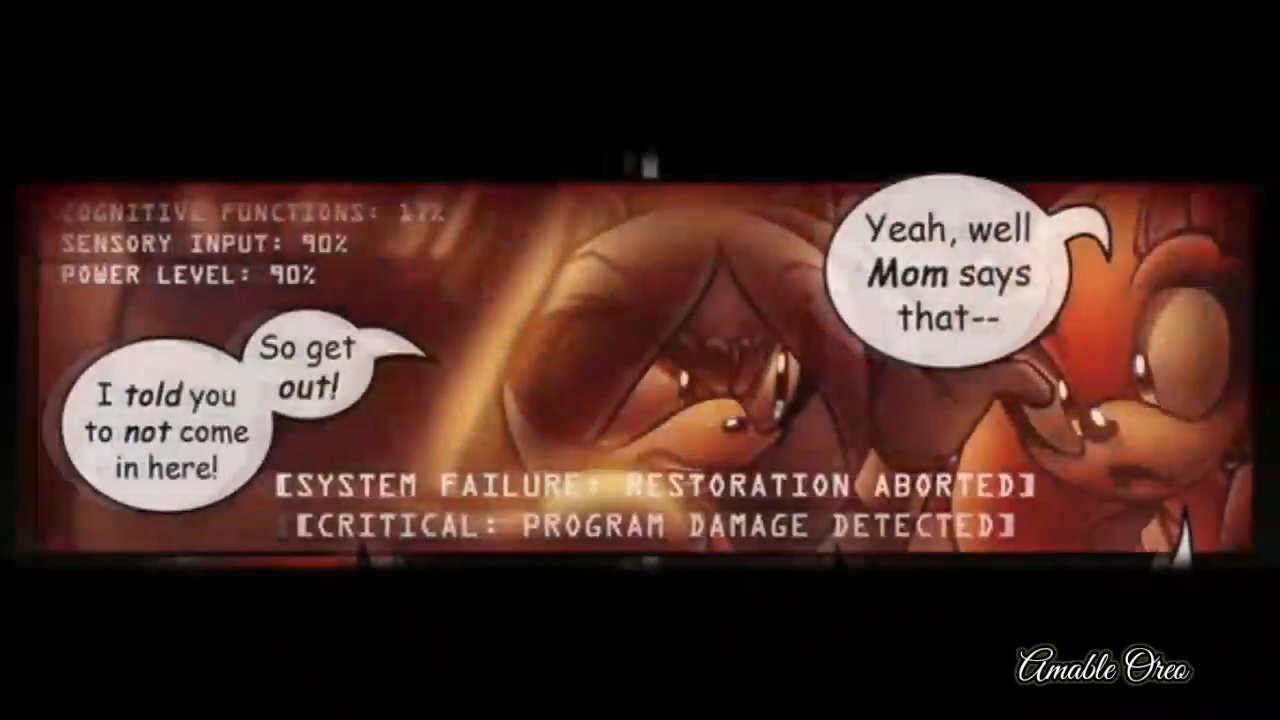 COGNITIVE FUNCTIONS: 17%
SENSORY INPUT: 90%
POWER LEVEL: 90%
Yeah, well
Mom says
that--
So get
out!
I told you
to not come
in here!
[SYSTEM FAILURE: RESTORATION ABORTED]
[CRITICAL: PROGRAM DAMAGE DETECTED]
Amable Oreo